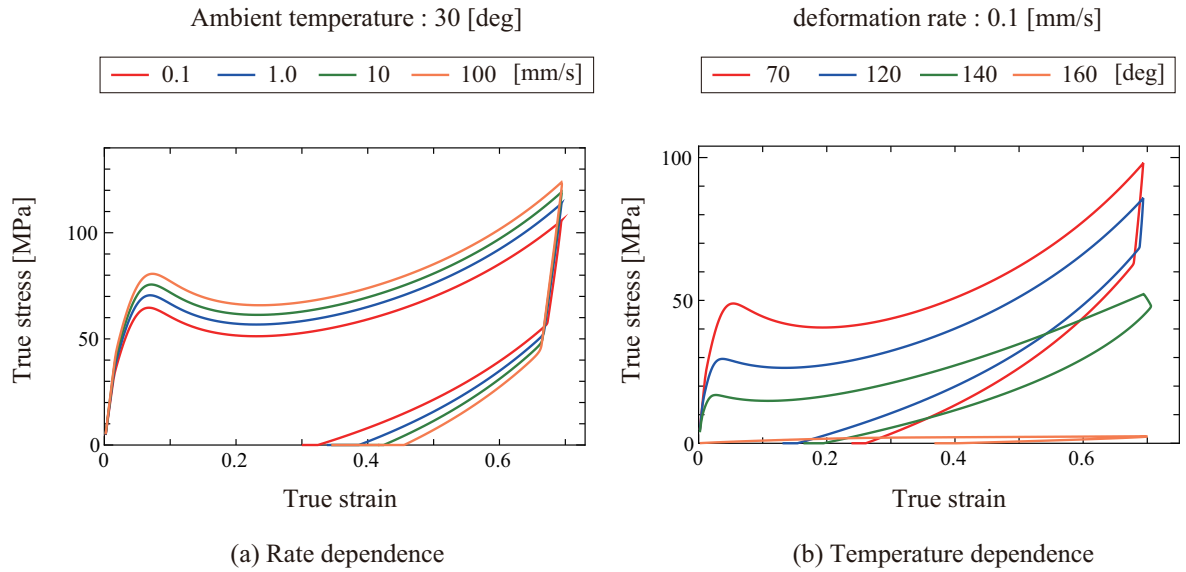 Ambient temperature : 30 [deg]
0.1 1.0 10 100 [mm/s]
True stress [MPa]
100
50
0
0 0.2 0.4 0.6
True strain
(a) Rate dependence
deformation rate : 0.1 [mm/s]
70 120 140 160 [deg]
True stress [MPa]
100
50
0
0 0.2 0.4 0.6
True strain
(b) Temperature dependence